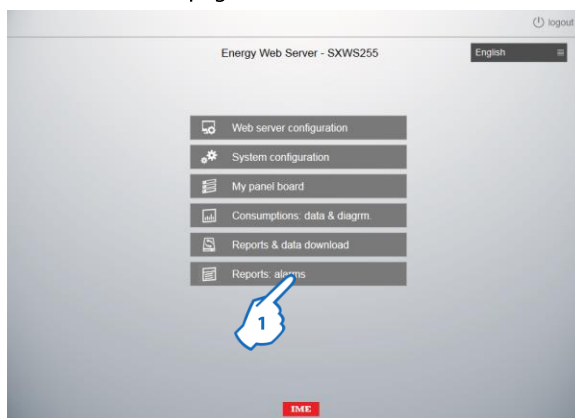 logout
Energy Web Server - SXWS255
English
Web server configuration
System configuration
My panel board
Consumptions: data & diagrm.
Reports & data download
Reports: alarms
1
IME